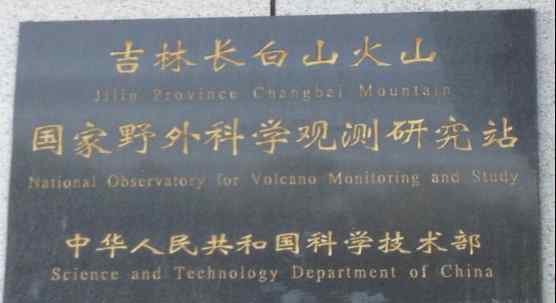 吉林长白山火山
Jilin Province Changbai Mountain
国家野外科学观测研究站
National Observatory for Volcano Monitoring and Study
中华人民共和国科学技术部
Science and Technology Department of China